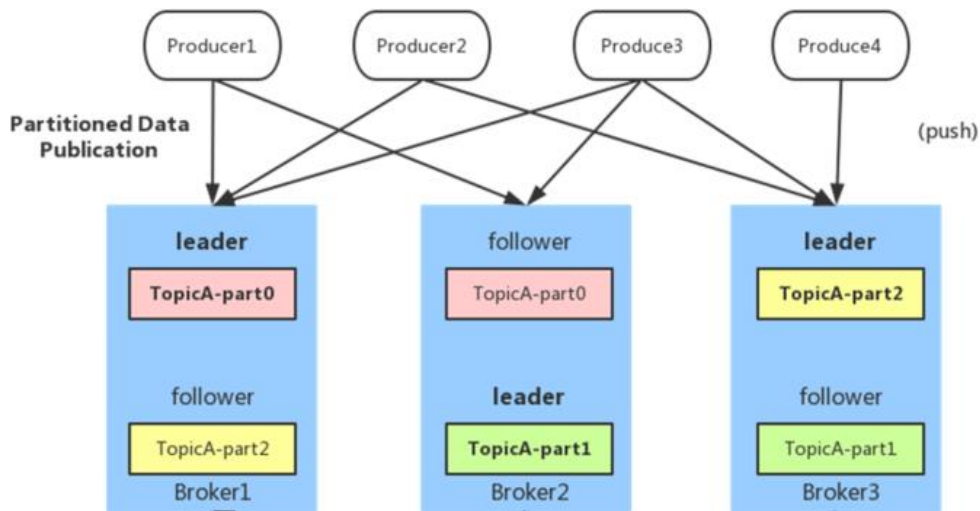 Producer1
Producer2
Produce3
Produce4
Partitioned Data
Publication
(push)
leader
follower
leader
TopicA-part0
TopicA-part0
TopicA-part2
follower
leader
follower
TopicA-part2
TopicA-part1
TopicA-part1
Broker1
Broker2
Broker3